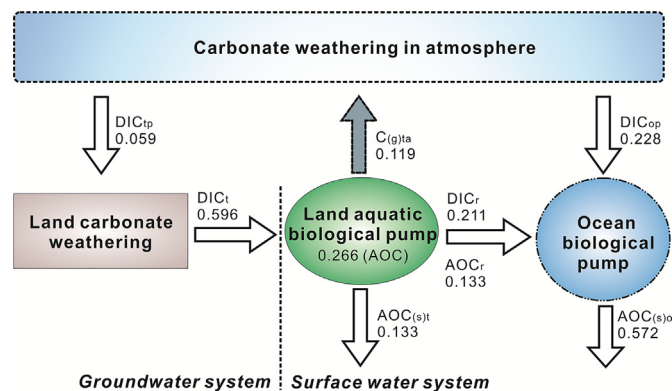 Carbonate weathering in atmosphere
DICtp
0.059
C(g)ta
0.119
DICop
0.228
Land carbonate
weathering
DICt
0.596
Land aquatic
biological pump
0.266 (AOC)
DICr
0.211
AOCr
0.133
Ocean
biological
pump
AOC(s)t
0.133
AOC(s)o
0.572
Groundwater system
Surface water system